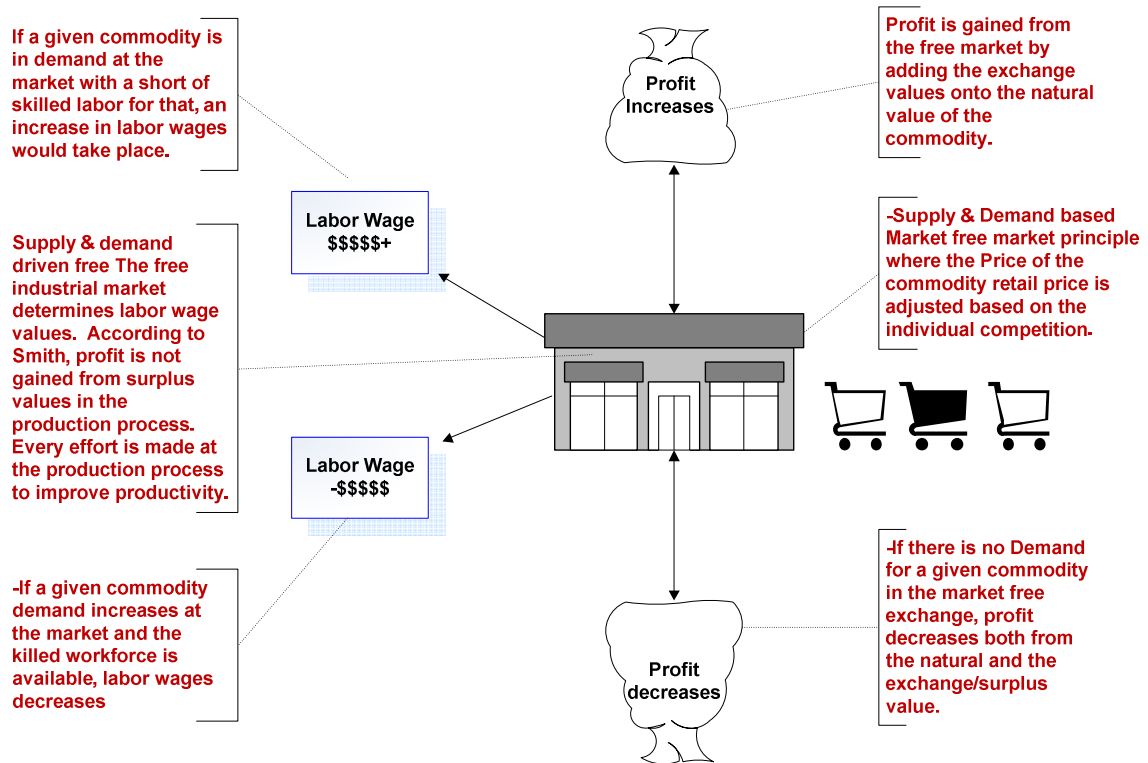 If a given commodity is
in demand at the
market with a short of
skilled labor for that, an
increase in labor wages
would take place.
Profit
Increases
Profit is gained from
the free market by
adding the exchange
values onto the natural
value of the
commodity.
Labor Wage
$$$$$+
Supply & demand
driven free The free
industrial market
determines labor wage
values.  According to
Smith, profit is not
gained from surplus
values in the
production process.
Every effort is made at
the production process
to improve productivity.
-Supply & Demand based
Market free market principle
where the Price of the
commodity retail price is
adjusted based on the
individual competition.
Labor Wage
-$$$$$
-If a given commodity
demand increases at
the market and the
killed workforce is
available, labor wages
decreases
Profit
decreases
-If there is no Demand
for a given commodity
in the market free
exchange, profit
decreases both from
the natural and the
exchange/surplus
value.